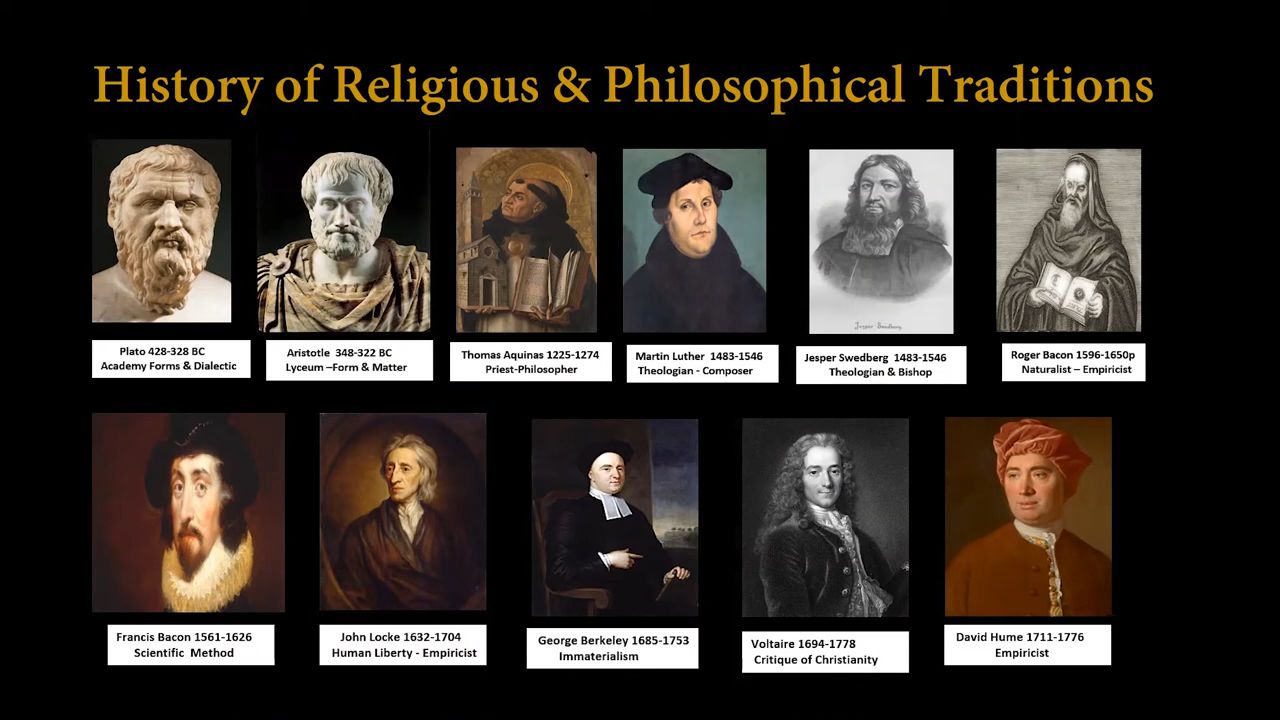 History of Religious & Philosophical Traditions
Jesper Swedberg
Plato 428-328 BC
Academy Forms & Dialectic
Aristotle 348-322 BC
Lyceum –Form & Matter
Thomas Aquinas 1225-1274
Priest-Philosopher
Martin Luther 1483-1546
Theologian - Composer
Jesper Swedberg 1483-1546
Theologian & Bishop
Roger Bacon 1596-1650p
Naturalist – Empiricist
Francis Bacon 1561-1626
Scientific Method
John Locke 1632-1704
Human Liberty - Empiricist
George Berkeley 1685-1753
Immaterialism
Voltaire 1694-1778
Critique of Christianity
David Hume 1711-1776
Empiricist